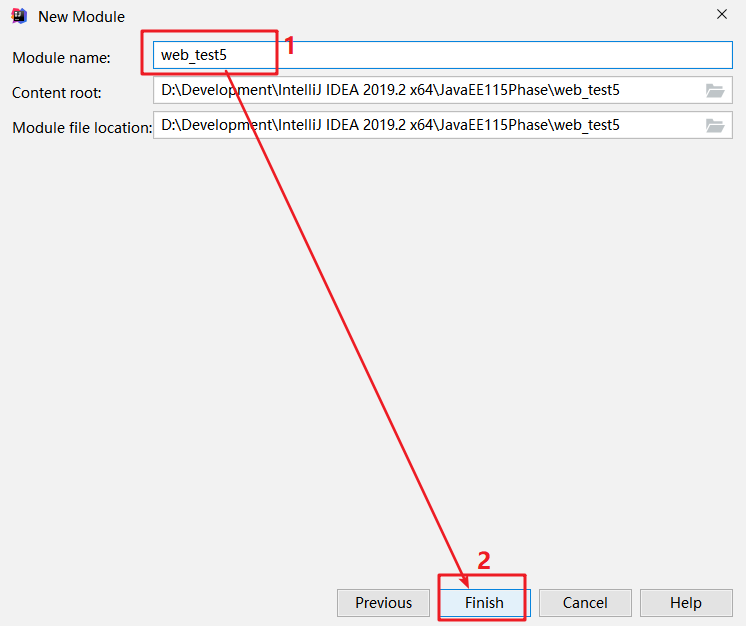 New Module
Module name: web_test5 1
Content root: D:\Development\IntelliJ IDEA 2019.2 x64\JavaEE115Phase\web_test5
Module file location: D:\Development\IntelliJ IDEA 2019.2 x64\JavaEE115Phase\web_test5
2
Previous Finish Cancel Help